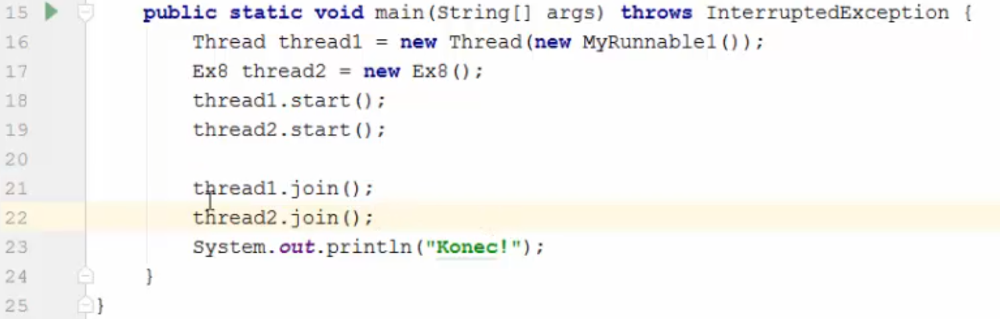 15 public static void main(String[] args) throws InterruptedException {
16 Thread thread1 = new Thread(new MyRunnable1());
17 Ex8 thread2 = new Ex8();
18 thread1.start();
19 thread2.start();
20
21 thread1.join();
22 thread2.join();
23 System.out.println("Konec!");
24 }
25 }